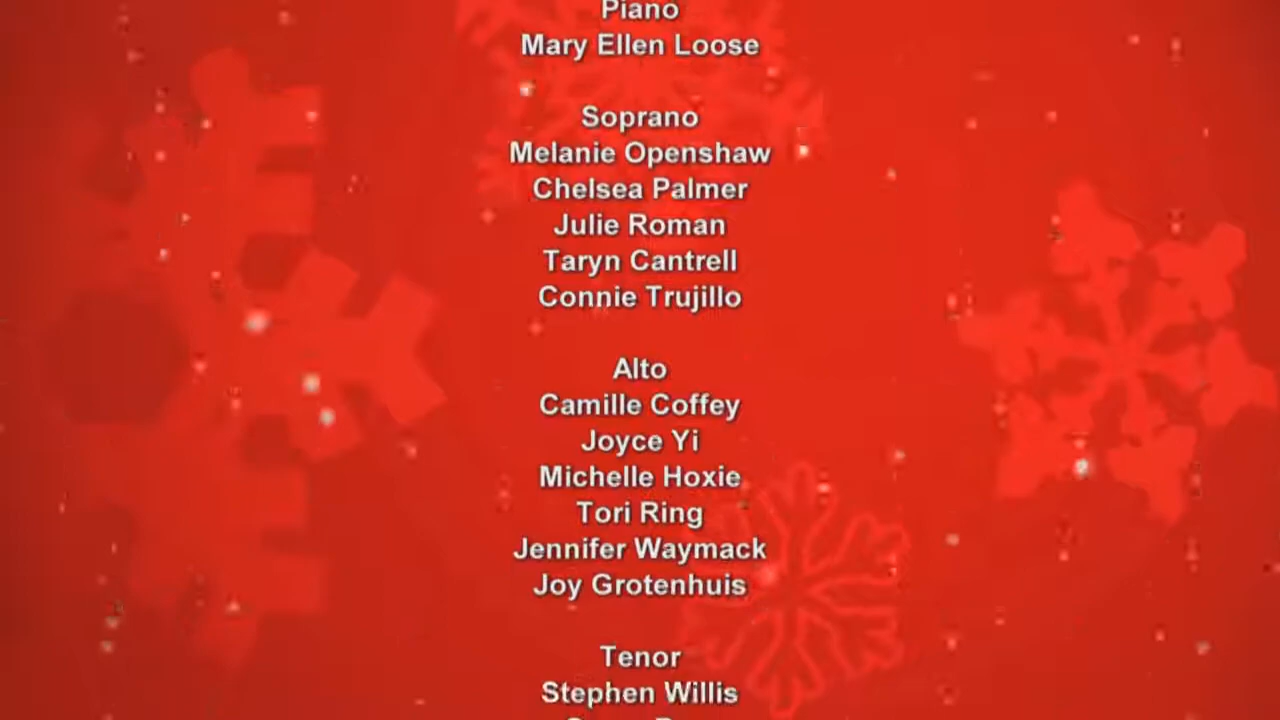 Piano
Mary Ellen Loose
Soprano
Melanie Openshaw
Chelsea Palmer
Julie Roman
Taryn Cantrell
Connie Trujillo
Alto
Camille Coffey
Joyce Yi
Michelle Hoxie
Tori Ring
Jennifer Waymack
Joy Grotenhuis
Tenor
Stephen Willis